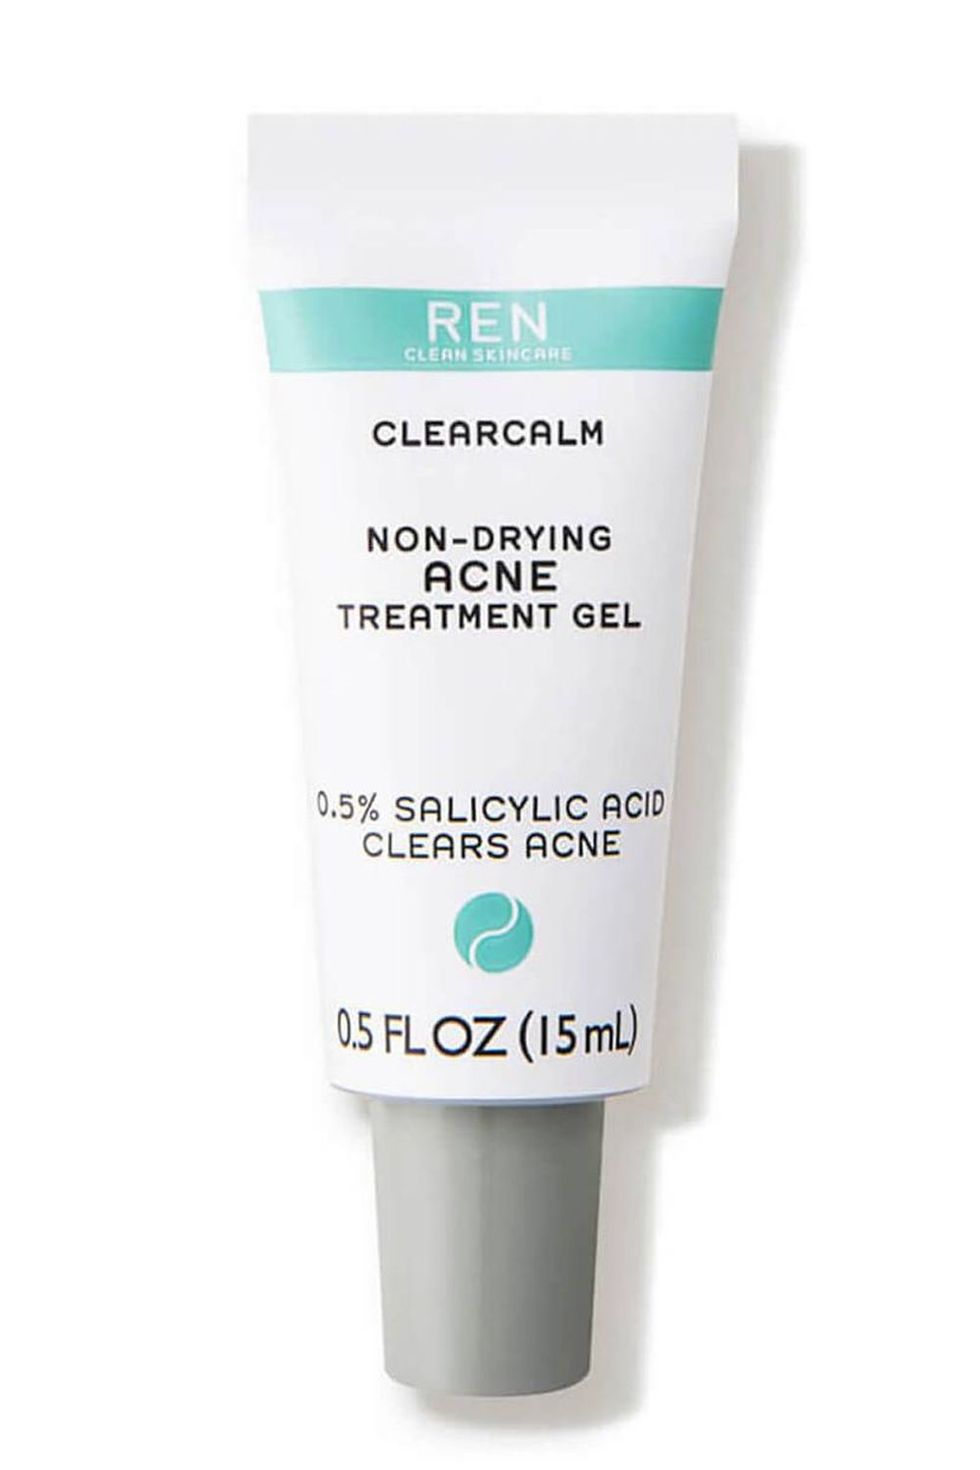 REN
CLEAN SKINCARE
CLEARCALM
NON-DRYING
ACNE
TREATMENT GEL
0.5% SALICYLIC ACID
CLEARS ACNE
0.5 FL OZ (15 mL)